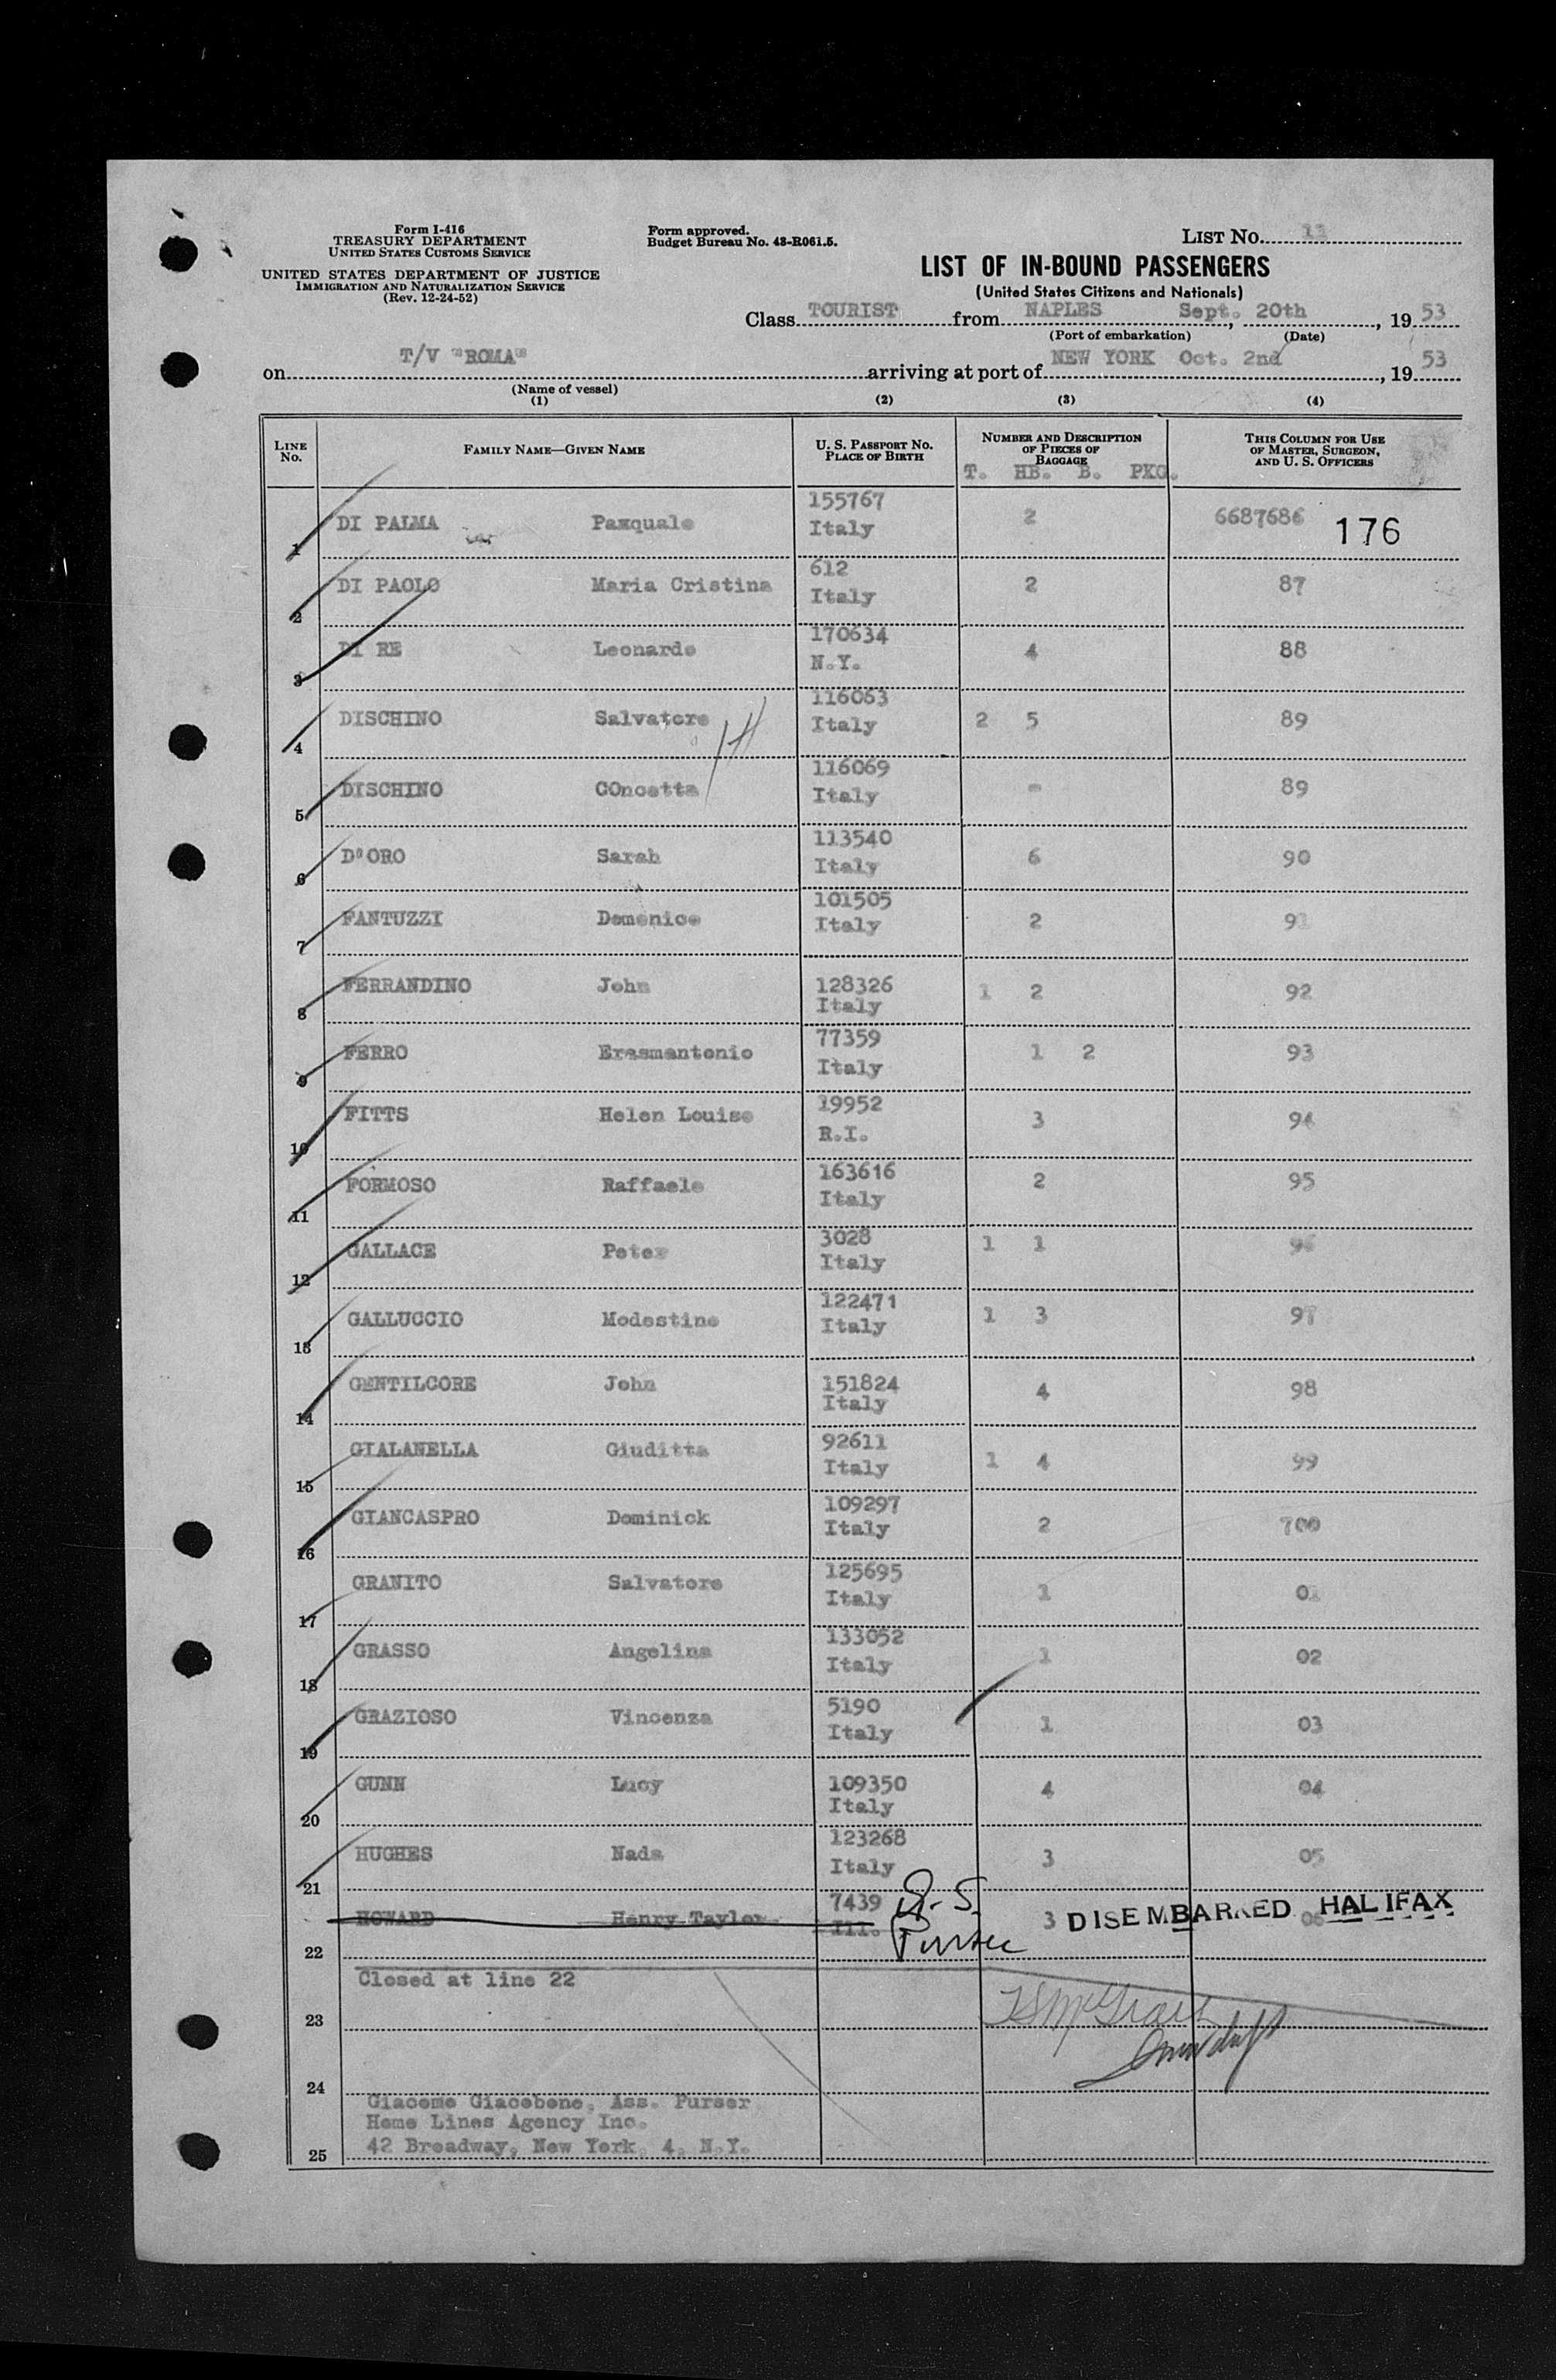 Form I-416
TREASURY DEPARTMENT
UNITED STATES CUSTOMS SERVICE
UNITED STATES DEPARTMENT OF JUSTICE
IMMIGRATION AND NATURALIZATION SERVICE
(Rev. 12-24-52)
Form approved.
Budget Bureau No. 43-R061.5.
LIST NO. 11
LIST OF IN-BOUND PASSENGERS
(United States Citizens and Nationals)
Class TOURIST from NAPLES Sept. 20th, 1953
(Port of embarkation) (Date)
on T/V "ROMA" arriving at port of NEW YORK Oct. 2nd, 1953
(Name of vessel)
(1) (2) (3) (4)
LINE NO. FAMILY NAME—GIVEN NAME U. S. PASSPORT NO. PLACE OF BIRTH NUMBER AND DESCRIPTION OF PIECES OF BAGGAGE THIS COLUMN FOR USE OF MASTER, SURGEON, AND U. S. OFFICERS
T. HB. B. PKG.
1 DI PALMA Pasquale 155767 Italy 2 6687686 176
2 DI PAOLO Maria Cristina 612 Italy 2 87
3 DI RE Leonardo 170634 N.Y. 4 88
4 DISCHINO Salvatore 116063 Italy 2 5 89
5 DISCHINO COncetta 116069 Italy - 89
6 D'ORO Sarah 113540 Italy 6 90
7 FANTUZZI Domenico 101505 Italy 2 91
8 FERRANDINO John 128326 Italy 1 2 92
9 FERRO Erasmantonio 77359 Italy 1 2 93
10 FITTS Helen Louise 19952 R.I. 3 94
11 FORMOSO Raffaele 163616 Italy 2 95
12 GALLACE Peter 3028 Italy 1 1 96
13 GALLUCCIO Modestino 122471 Italy 1 3 97
14 GENTILCORE John 151824 Italy 4 98
15 GIALANELLA Giuditta 92611 Italy 1 4 99
16 GIANCASPRO Dominick 109297 Italy 2 700
17 GRANITO Salvatore 125695 Italy 1 01
18 GRASSO Angelina 133052 Italy 1 02
19 GRAZIOSO Vincenza 5190 Italy 1 03
20 GUNN Lucy 109350 Italy 4 04
21 HUGHES Nada 123268 Italy 3 05
22 HOWARD Henry Taylor 7439 Ill. 3 06 DISEMBARKED HALIFAX
Purser
Closed at line 22
23
24
Giacomo Giacobone, Ass. Purser
Home Lines Agency Inc.
25 42 Broadway, New York, 4, N.Y.